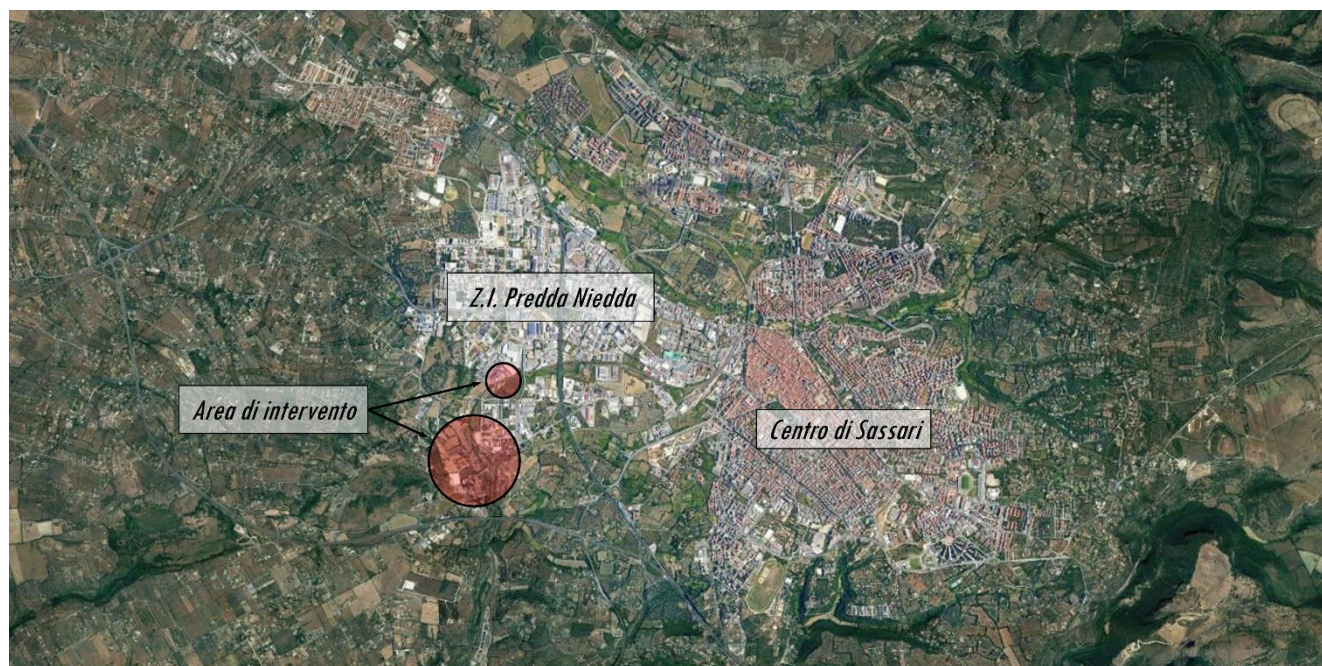 Z.I. Predda Niedda
Area di intervento
Centro di Sassari